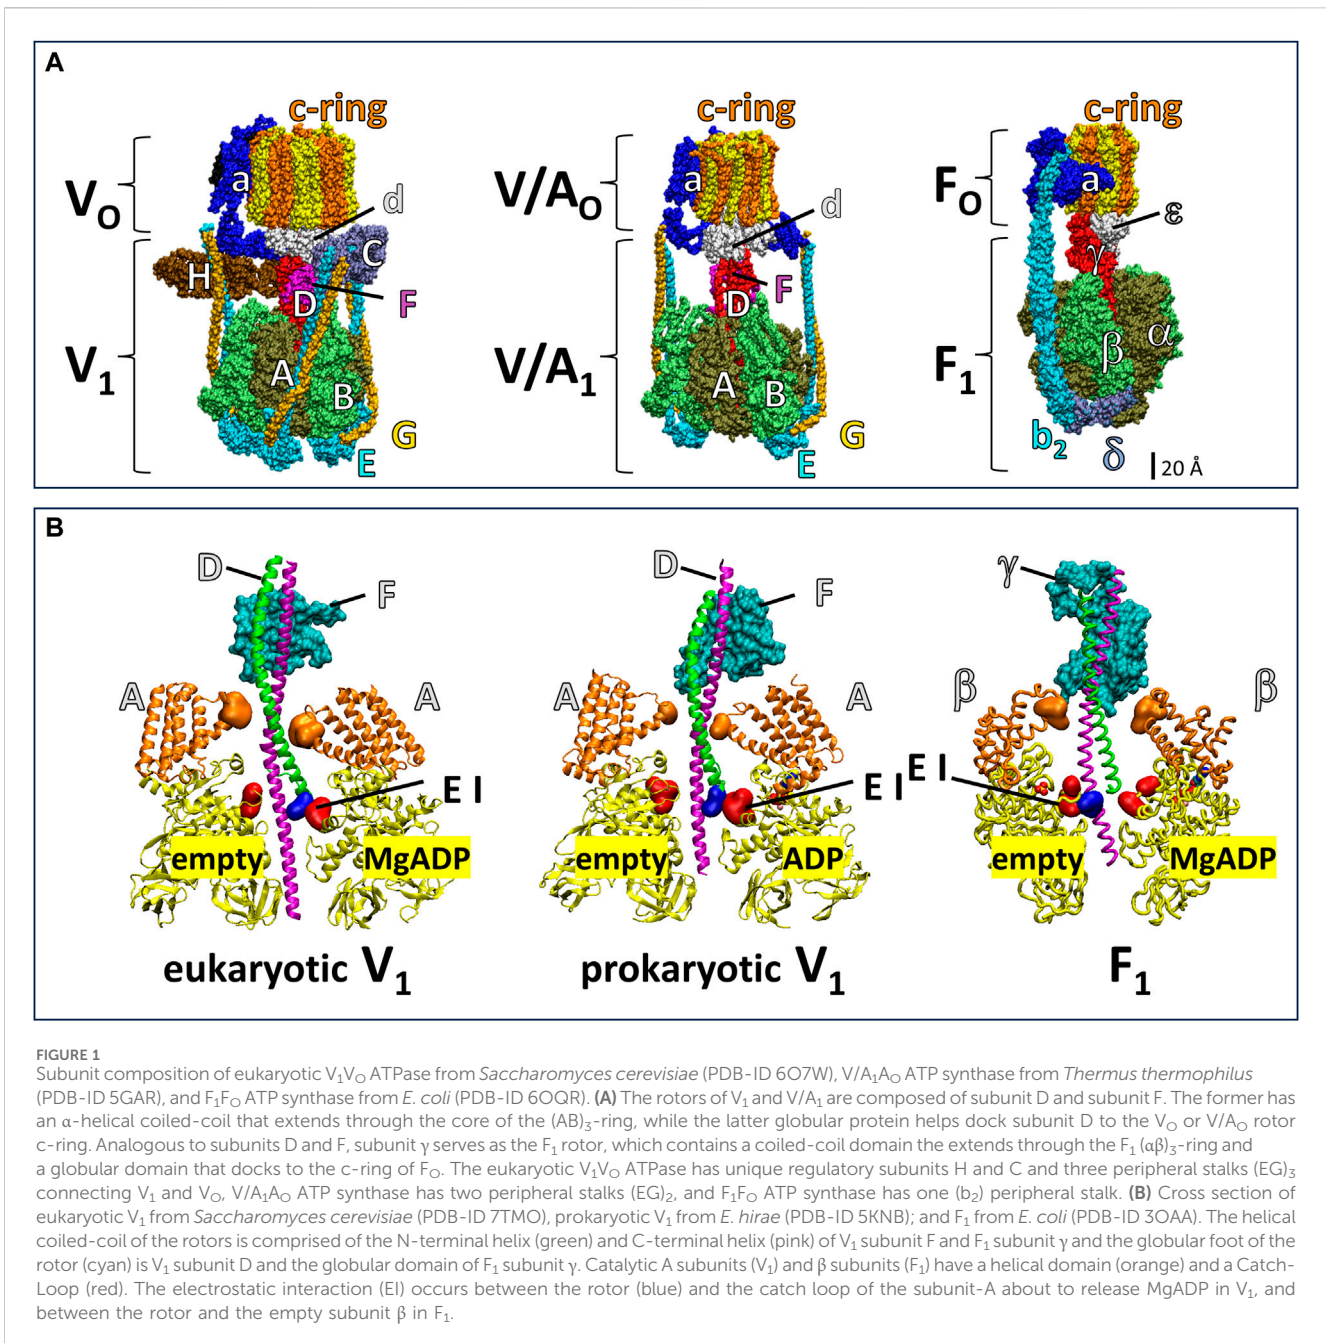 A
c-ring
c-ring
c-ring
a
a
a
V₀
V/A₀
F₀
d
d
ε
C
H
γ
F
F
D
D
V₁
V/A₁
F₁
A
B
A
B
β
α
G
G
E
E
b₂
δ
20 Å
B
D
F
D
F
γ
A
A
A
A
β
β
E I
E I
E I
empty
MgADP
empty
ADP
empty
MgADP
eukaryotic V₁
prokaryotic V₁
F₁
FIGURE 1
Subunit composition of eukaryotic V₁V₀ ATPase from Saccharomyces cerevisiae (PDB-ID 6O7W), V/A₁A₀ ATP synthase from Thermus thermophilus
(PDB-ID 5GAR), and F₁F₀ ATP synthase from E. coli (PDB-ID 6OQR). (A) The rotors of V₁ and V/A₁ are composed of subunit D and subunit F. The former has
an α-helical coiled-coil that extends through the core of the (AB)₃-ring, while the latter globular protein helps dock subunit D to the V₀ or V/A₀ rotor
c-ring. Analogous to subunits D and F, subunit γ serves as the F₁ rotor, which contains a coiled-coil domain the extends through the F₁ (αβ)₃-ring and
a globular domain that docks to the c-ring of F₀. The eukaryotic V₁V₀ ATPase has unique regulatory subunits H and C and three peripheral stalks (EG)₃
connecting V₁ and V₀, V/A₁A₀ ATP synthase has two peripheral stalks (EG)₂, and F₁F₀ ATP synthase has one (b₂) peripheral stalk. (B) Cross section of
eukaryotic V₁ from Saccharomyces cerevisiae (PDB-ID 7TMO), prokaryotic V₁ from E. hirae (PDB-ID 5KNB); and F₁ from E. coli (PDB-ID 3OAA). The helical
coiled-coil of the rotors is comprised of the N-terminal helix (green) and C-terminal helix (pink) of V₁ subunit F and F₁ subunit γ and the globular foot of the
rotor (cyan) is V₁ subunit D and the globular domain of F₁ subunit γ. Catalytic A subunits (V₁) and β subunits (F₁) have a helical domain (orange) and a Catch-
Loop (red). The electrostatic interaction (EI) occurs between the rotor (blue) and the catch loop of the subunit-A about to release MgADP in V₁, and
between the rotor and the empty subunit β in F₁.